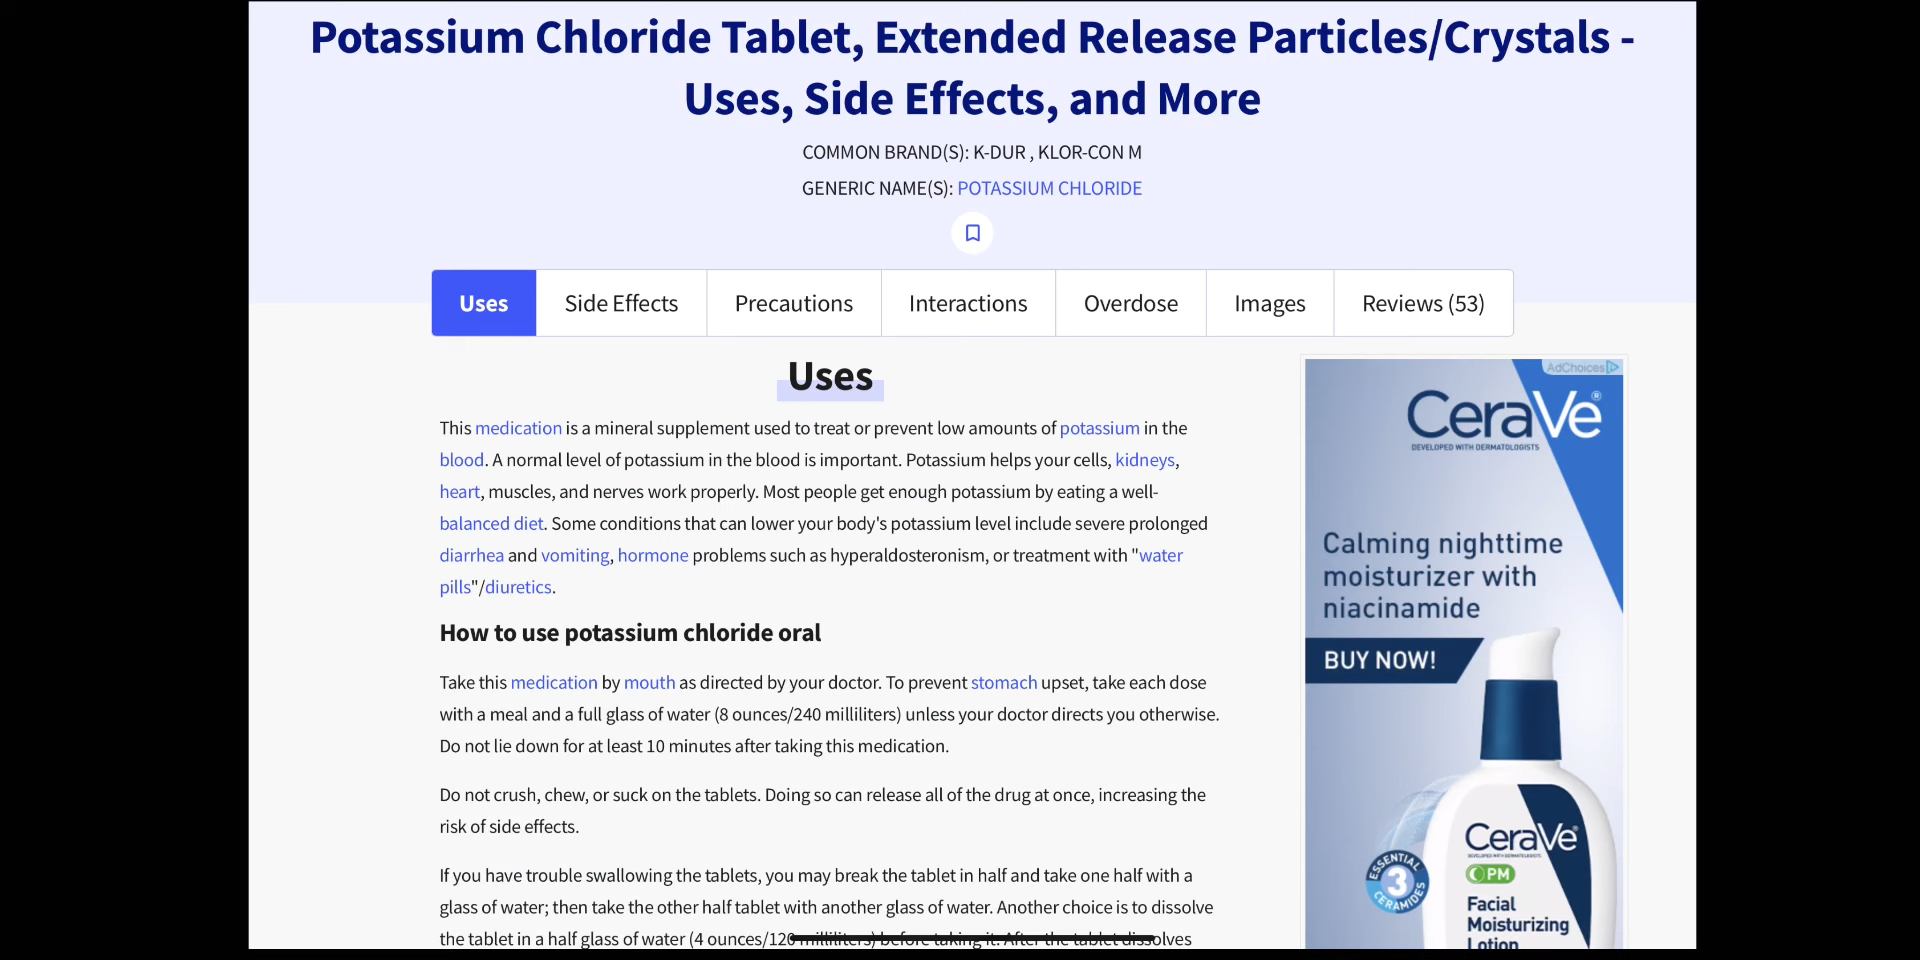 Potassium Chloride Tablet, Extended Release Particles/Crystals -
Uses, Side Effects, and More
COMMON BRAND(S): K-DUR , KLOR-CON M
GENERIC NAME(S): POTASSIUM CHLORIDE
Uses
Side Effects
Precautions
Interactions
Overdose
Images
Reviews (53)
Uses
This medication is a mineral supplement used to treat or prevent low amounts of potassium in the
blood. A normal level of potassium in the blood is important. Potassium helps your cells, kidneys,
heart, muscles, and nerves work properly. Most people get enough potassium by eating a well-
balanced diet. Some conditions that can lower your body's potassium level include severe prolonged
diarrhea and vomiting, hormone problems such as hyperaldosteronism, or treatment with "water
pills"/diuretics.
How to use potassium chloride oral
Take this medication by mouth as directed by your doctor. To prevent stomach upset, take each dose
with a meal and a full glass of water (8 ounces/240 milliliters) unless your doctor directs you otherwise.
Do not lie down for at least 10 minutes after taking this medication.
Do not crush, chew, or suck on the tablets. Doing so can release all of the drug at once, increasing the
risk of side effects.
If you have trouble swallowing the tablets, you may break the tablet in half and take one half with a
glass of water; then take the other half tablet with another glass of water. Another choice is to dissolve
the tablet in a half glass of water (4 ounces/120 milliliters) before taking it. After the tablet dissolves
AdChoices
CeraVe®
DEVELOPED WITH DERMATOLOGISTS
Calming nighttime
moisturizer with
niacinamide
BUY NOW!
CeraVe®
DEVELOPED WITH DERMATOLOGISTS
PM
ESSENTIAL
3
CERAMIDES
Facial
Moisturizing
Lotion